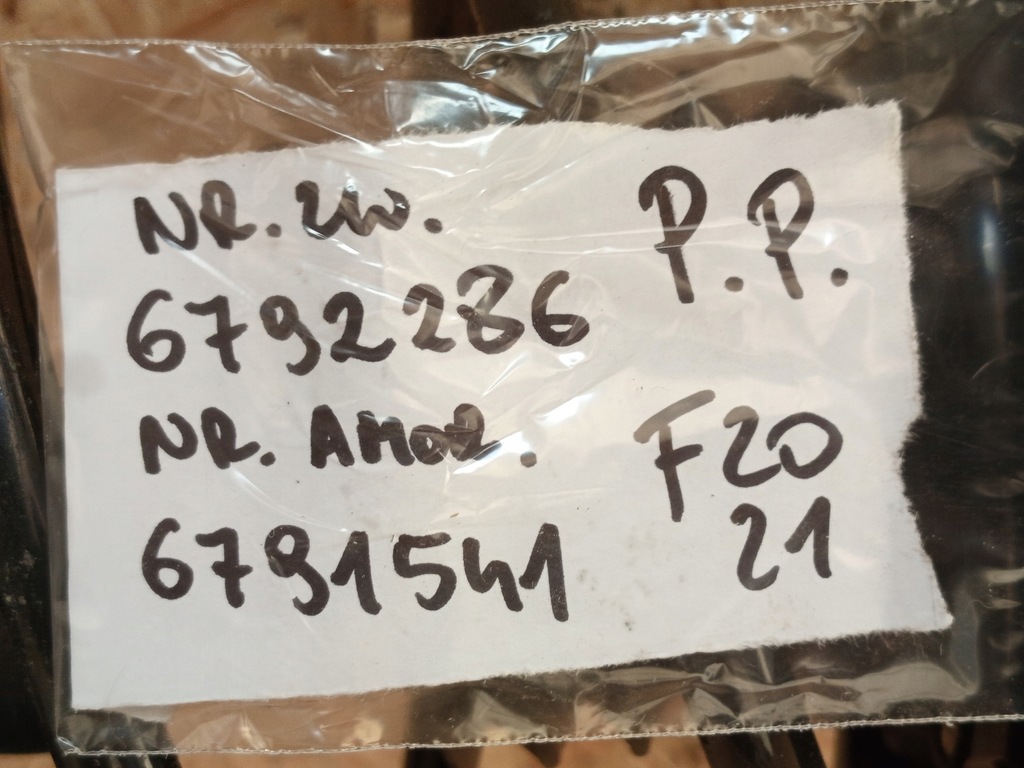 NR. ZW.
6792286
NR. AMOR.
6791541
P.P.
F20
21